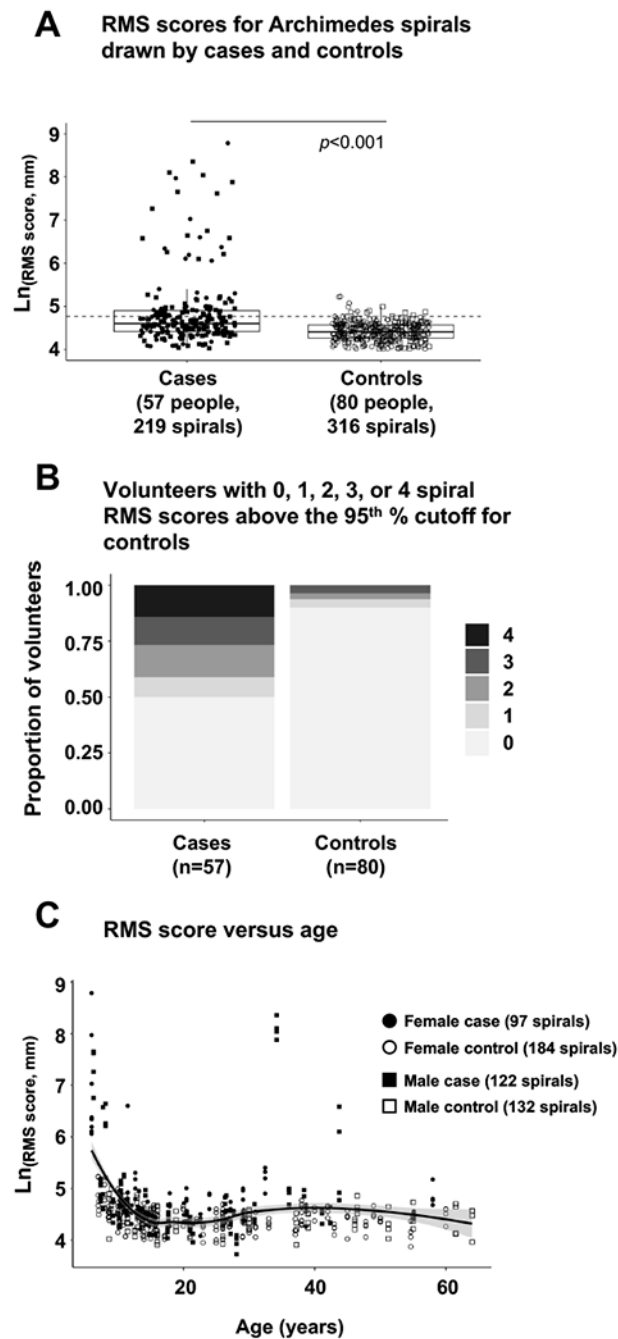 A
RMS scores for Archimedes spirals
drawn by cases and controls
Ln(RMS score, mm)
9
8
7
6
5
4
p<0.001
Cases
(57 people,
219 spirals)
Controls
(80 people,
316 spirals)
B
Volunteers with 0, 1, 2, 3, or 4 spiral
RMS scores above the 95th % cutoff for
controls
Proportion of volunteers
1.00
0.75
0.50
0.25
0.00
4
3
2
1
0
Cases
(n=57)
Controls
(n=80)
C
RMS score versus age
Ln(RMS score, mm)
9
8
7
6
5
4
Female case (97 spirals)
Female control (184 spirals)
Male case (122 spirals)
Male control (132 spirals)
20
40
60
Age (years)